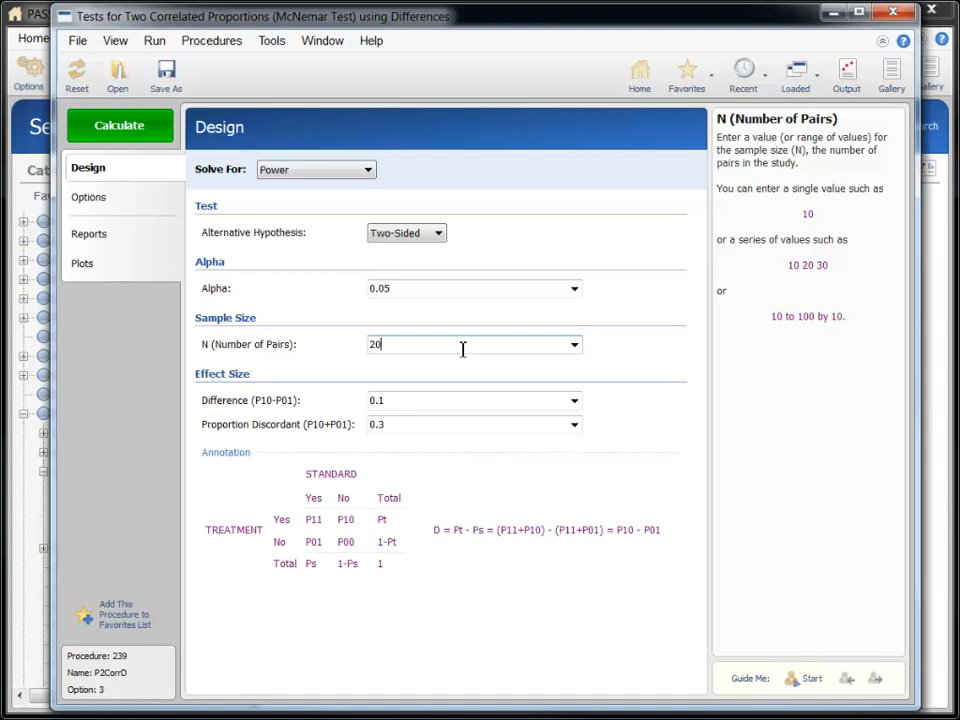 PAS
Tests for Two Correlated Proportions (McNemar Test) using Differences
Home
File View Run Procedures Tools Window Help
Options
Reset Open Save As
Home Favorites Recent Loaded Output Gallery
Se
Cat
Fav
Calculate
Design
Options
Reports
Plots
Add This
Procedure to
Favorites List
Procedure: 239
Name: P2CorrD
Option: 3
Design
Solve For: Power
Test
Alternative Hypothesis: Two-Sided
Alpha
Alpha: 0.05
Sample Size
N (Number of Pairs): 20
Effect Size
Difference (P10-P01): 0.1
Proportion Discordant (P10+P01): 0.3
Annotation
STANDARD
Yes No Total
Yes P11 P10 Pt
TREATMENT D = Pt - Ps = (P11+P10) - (P11+P01) = P10 - P01
No P01 P00 1-Pt
Total Ps 1-Ps 1
N (Number of Pairs)
Enter a value (or range of values) for
the sample size (N), the number of
pairs in the study.
You can enter a single value such as
10
or a series of values such as
10 20 30
or
10 to 100 by 10.
Guide Me: Start
llery
arch